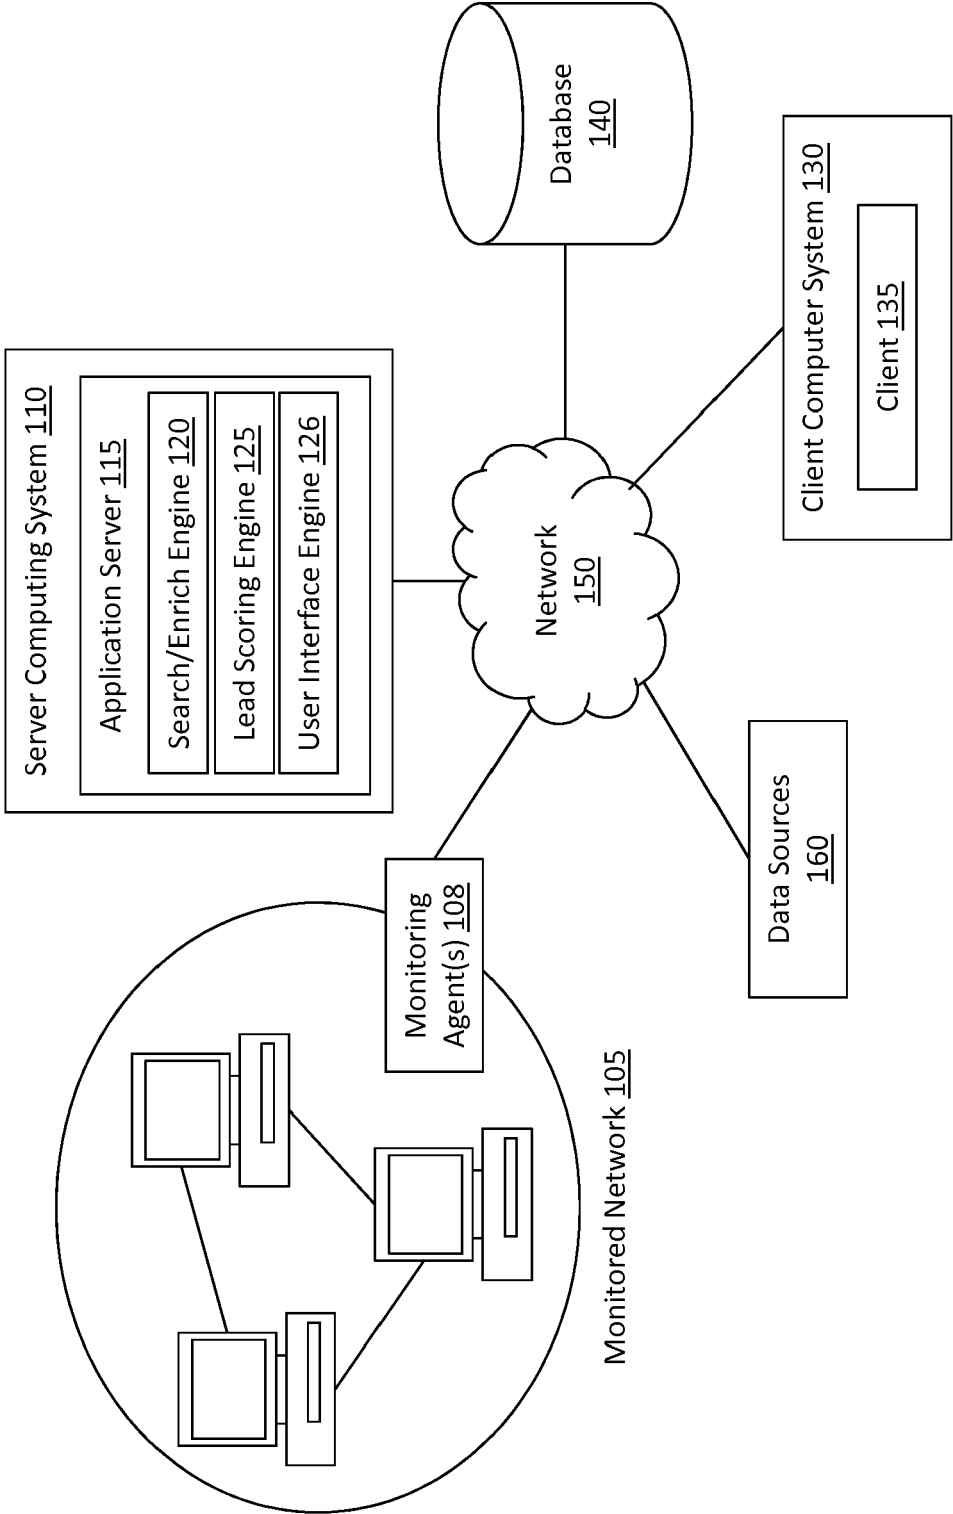 Server Computing System 110
Application Server 115
Search/Enrich Engine 120
Lead Scoring Engine 125
User Interface Engine 126
Monitoring
Agent(s) 108
Monitored Network 105
Network
150
Database
140
Data Sources
160
Client Computer System 130
Client 135